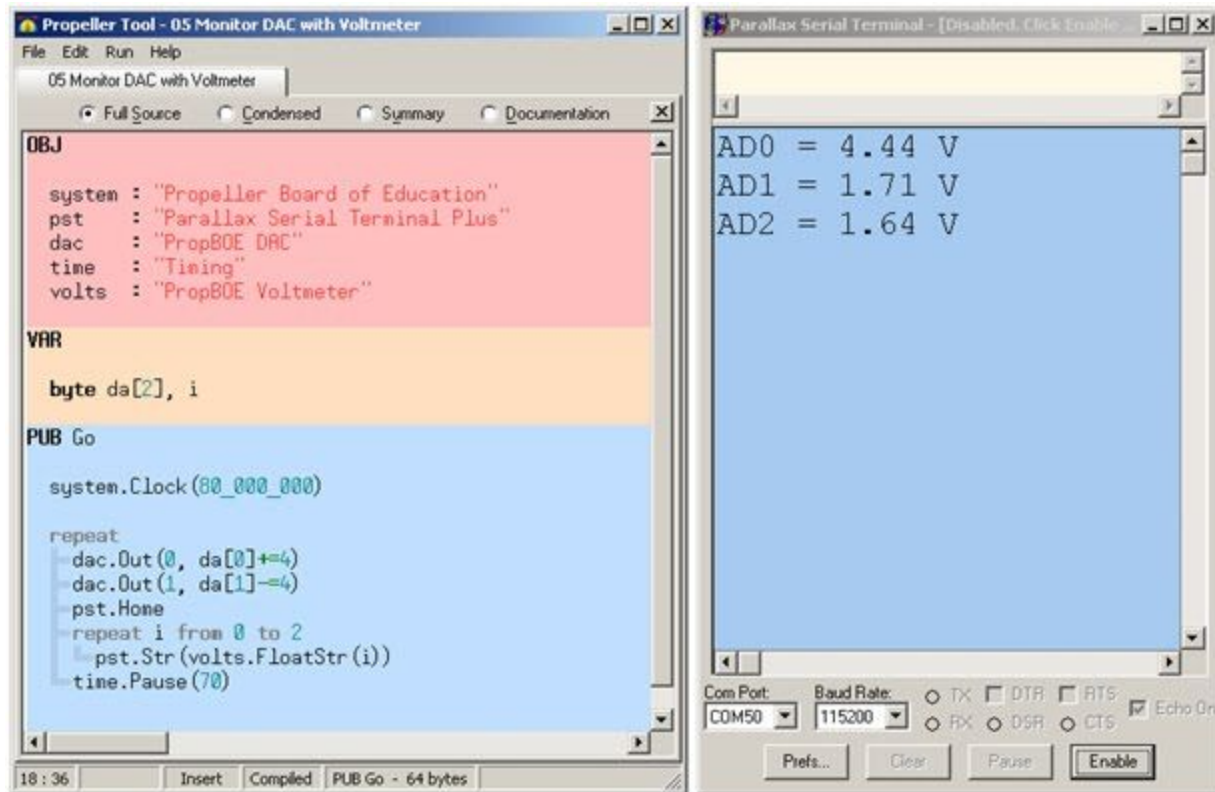 Propeller Tool - 05 Monitor DAC with Voltmeter
File Edit Run Help
05 Monitor DAC with Voltmeter
Full Source Condensed Summary Documentation
OBJ
system : "Propeller Board of Education"
pst : "Parallax Serial Terminal Plus"
dac : "PropBOE DAC"
time : "Timing"
volts : "PropBOE Voltmeter"
VAR
byte da[2], i
PUB Go
system.Clock(80_000_000)
repeat
dac.Out(0, da[0]+=4)
dac.Out(1, da[1]-=4)
pst.Home
repeat i from 0 to 2
pst.Str(volts.FloatStr(i))
time.Pause(70)
18 : 36 Insert Compiled PUB Go - 64 bytes
Parallax Serial Terminal - [Disabled. Click Enable
AD0 = 4.44 V
AD1 = 1.71 V
AD2 = 1.64 V
Com Port: Baud Rate: TX DTR RTS
COM50 115200 RX DSR CTS Echo On
Prefs... Clear Pause Enable